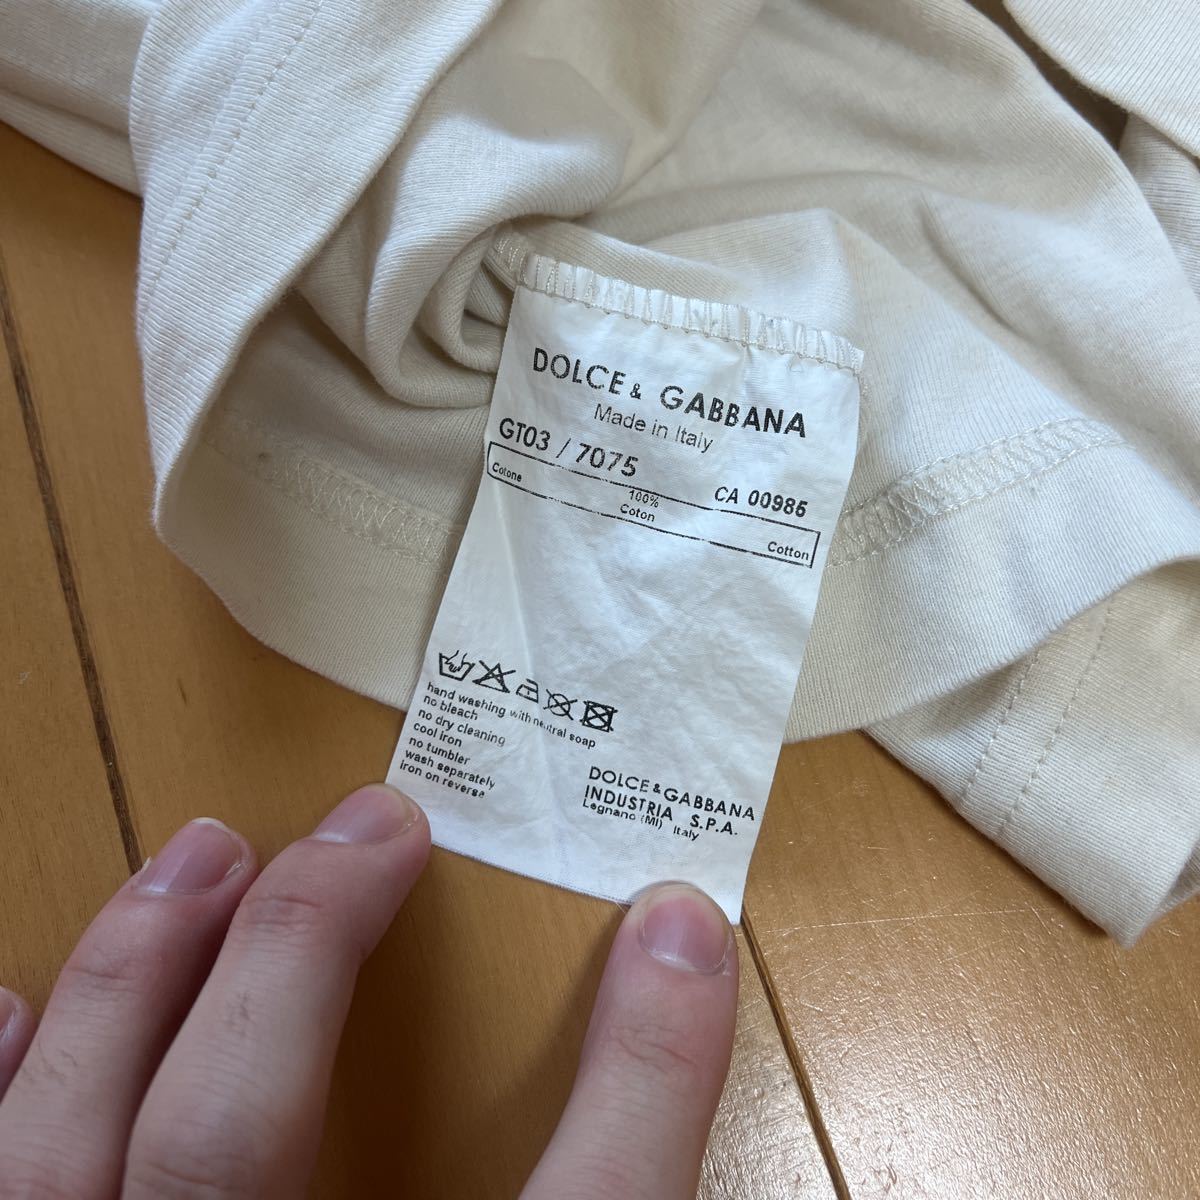 DOLCE & GABBANA
Made in Italy
GT03 / 7075
CA 00985
Cotone
100%
Coton
Cotton
hand washing with neutral soap
no bleach
no dry cleaning
cool iron
no tumbler
wash separately
iron on reverse
DOLCE & GABBANA
INDUSTRIA S.P.A.
Legnano (MI) Italy